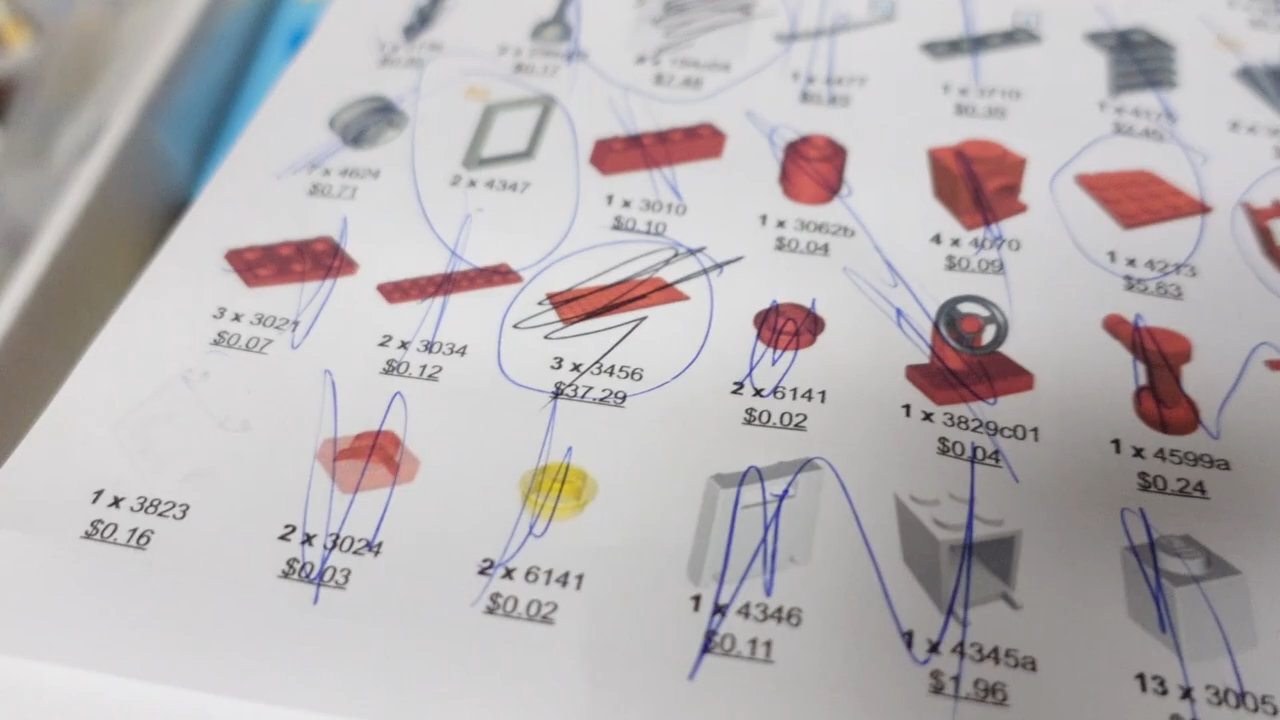 $7.48
$0.35
$0.71
2 x 4347
1 x 3010
$0.10
1 x 3062b
$0.04
4 x 4070
$0.09
1 x 4213
$5.83
3 x 3021
$0.07
2 x 3034
$0.12
3 x 3456
$37.29
2 x 6141
$0.02
1 x 3829c01
$0.04
1 x 4599a
$0.24
1 x 3823
$0.16
2 x 3024
$0.03
2 x 6141
$0.02
1 x 4346
$0.11
1 x 4345a
$1.96
13 x 3005